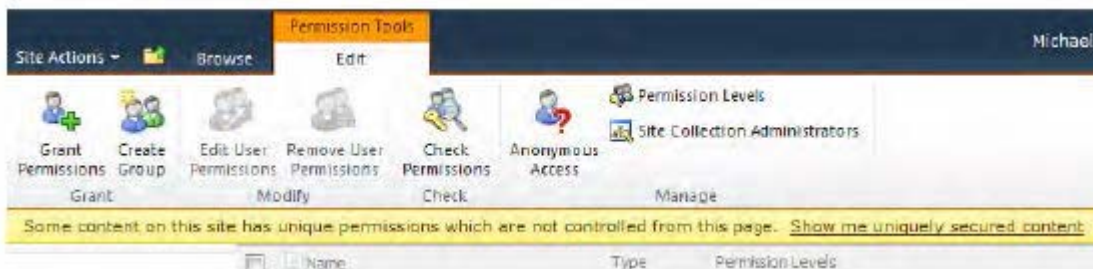 Permission Tools
Michael
Site Actions Browse Edit
Permission Levels
Site Collection Administrators
Grant Permissions Create Group Edit User Permissions Remove User Permissions Check Permissions Anonymous Access
Grant Modify Check Manage
Some content on this site has unique permissions which are not controlled from this page. Show me uniquely secured content
Name Type Permission Levels